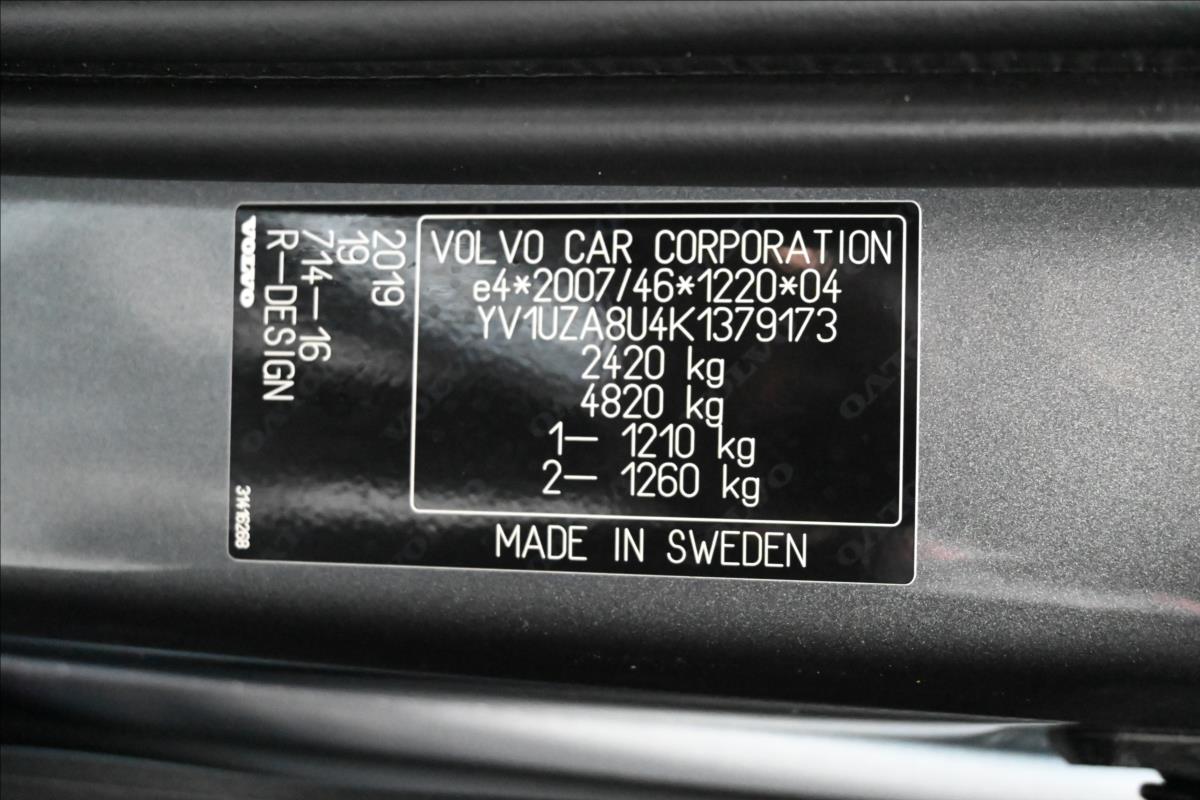 VOLVO CAR CORPORATION
e4*2007/46*1220*04
YV1UZA8U4K1379173
2420 kg
4820 kg
1– 1210 kg
2– 1260 kg
MADE IN SWEDEN
2019
19
714–16
R–DESIGN
VOLVO
31416268